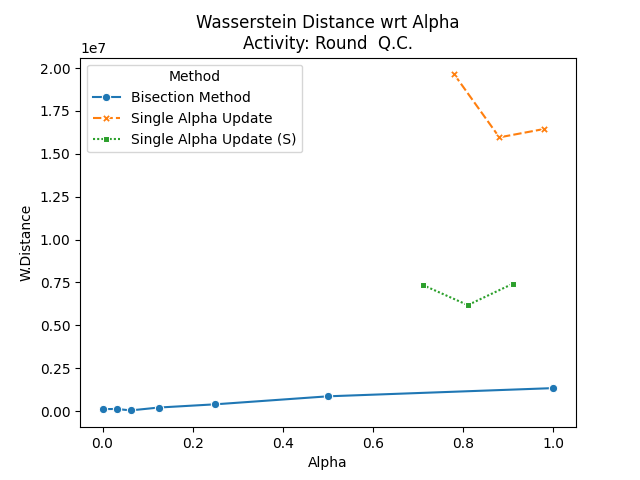 Wasserstein Distance wrt Alpha
Activity: Round  Q.C.
1e7
Method
Bisection Method
Single Alpha Update
Single Alpha Update (S)
2.00
1.75
1.50
1.25
1.00
0.75
0.50
0.25
0.00
W.Distance
0.0 0.2 0.4 0.6 0.8 1.0
Alpha